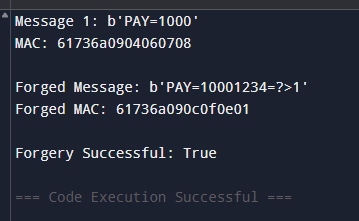 Message 1: b'PAY=1000'
MAC: 61736a0904060708
Forged Message: b'PAY=10001234=?>1'
Forged MAC: 61736a090c0f0e01
Forgery Successful: True
=== Code Execution Successful ===